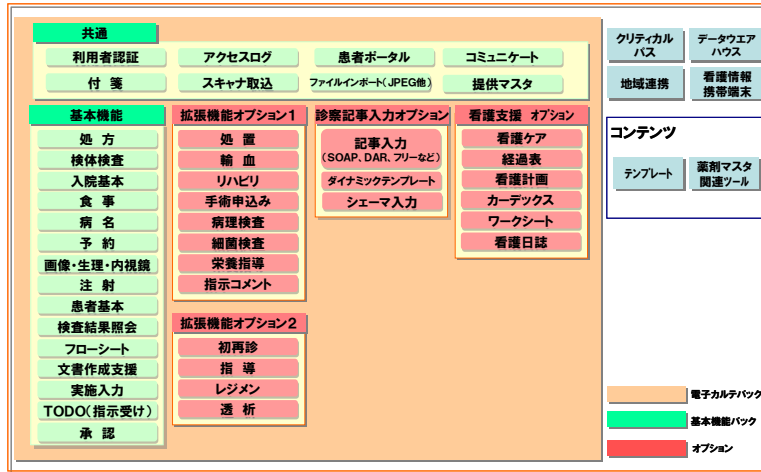 共通
利用者認証
アクセスログ
患者ポータル
コミュニケート
付 箋
スキャナ取込
ファイルインポート(JPEG他)
提供マスタ
基本機能
処 方
検体検査
入院基本
食 事
病 名
予 約
画像・生理・内視鏡
注 射
患者基本
検査結果照会
フローシート
文書作成支援
実施入力
TODO(指示受け)
承 認
拡張機能オプション1
処 置
輸 血
リハビリ
手術申込み
病理検査
細菌検査
栄養指導
指示コメント
拡張機能オプション2
初再診
指 導
レジメン
透 析
診察記事入力オプション
記事入力
(SOAP、DAR、フリーなど)
ダイナミックテンプレート
シェーマ入力
看護支援 オプション
看護ケア
経過表
看護計画
カーデックス
ワークシート
看護日誌
クリティカル
パス
データウエア
ハウス
地域連携
看護情報
携帯端末
コンテンツ
テンプレート
薬剤マスタ
関連ツール
電子カルテパック
基本機能パック
オプション